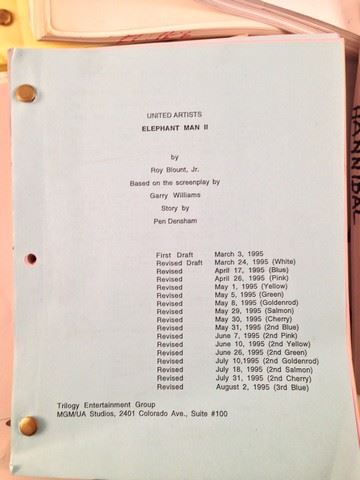 UNITED ARTISTS
ELEPHANT MAN II
by
Roy Blount, Jr.
Based on the screenplay by
Garry Williams
Story by
Pen Densham
First Draft March 3, 1995
Revised Draft March 24, 1995 (White)
Revised April 17, 1995 (Blue)
Revised April 26, 1995 (Pink)
Revised May 1, 1995 (Yellow)
Revised May 5, 1995 (Green)
Revised May 8, 1995 (Goldenrod)
Revised May 29, 1995 (Salmon)
Revised May 30, 1995 (Cherry)
Revised May 31, 1995 (2nd Blue)
Revised June 7, 1995 (2nd Pink)
Revised June 10, 1995 (2nd Yellow)
Revised June 26, 1995 (2nd Green)
Revised July 10,1995 (2nd Goldenrod)
Revised July 18, 1995 (2nd Salmon)
Revised July 31, 1995 (2nd Cherry)
Revised August 2, 1995 (3rd Blue)
Trilogy Entertainment Group
MGM/UA Studios, 2401 Colorado Ave., Suite #100
HANNIBAL